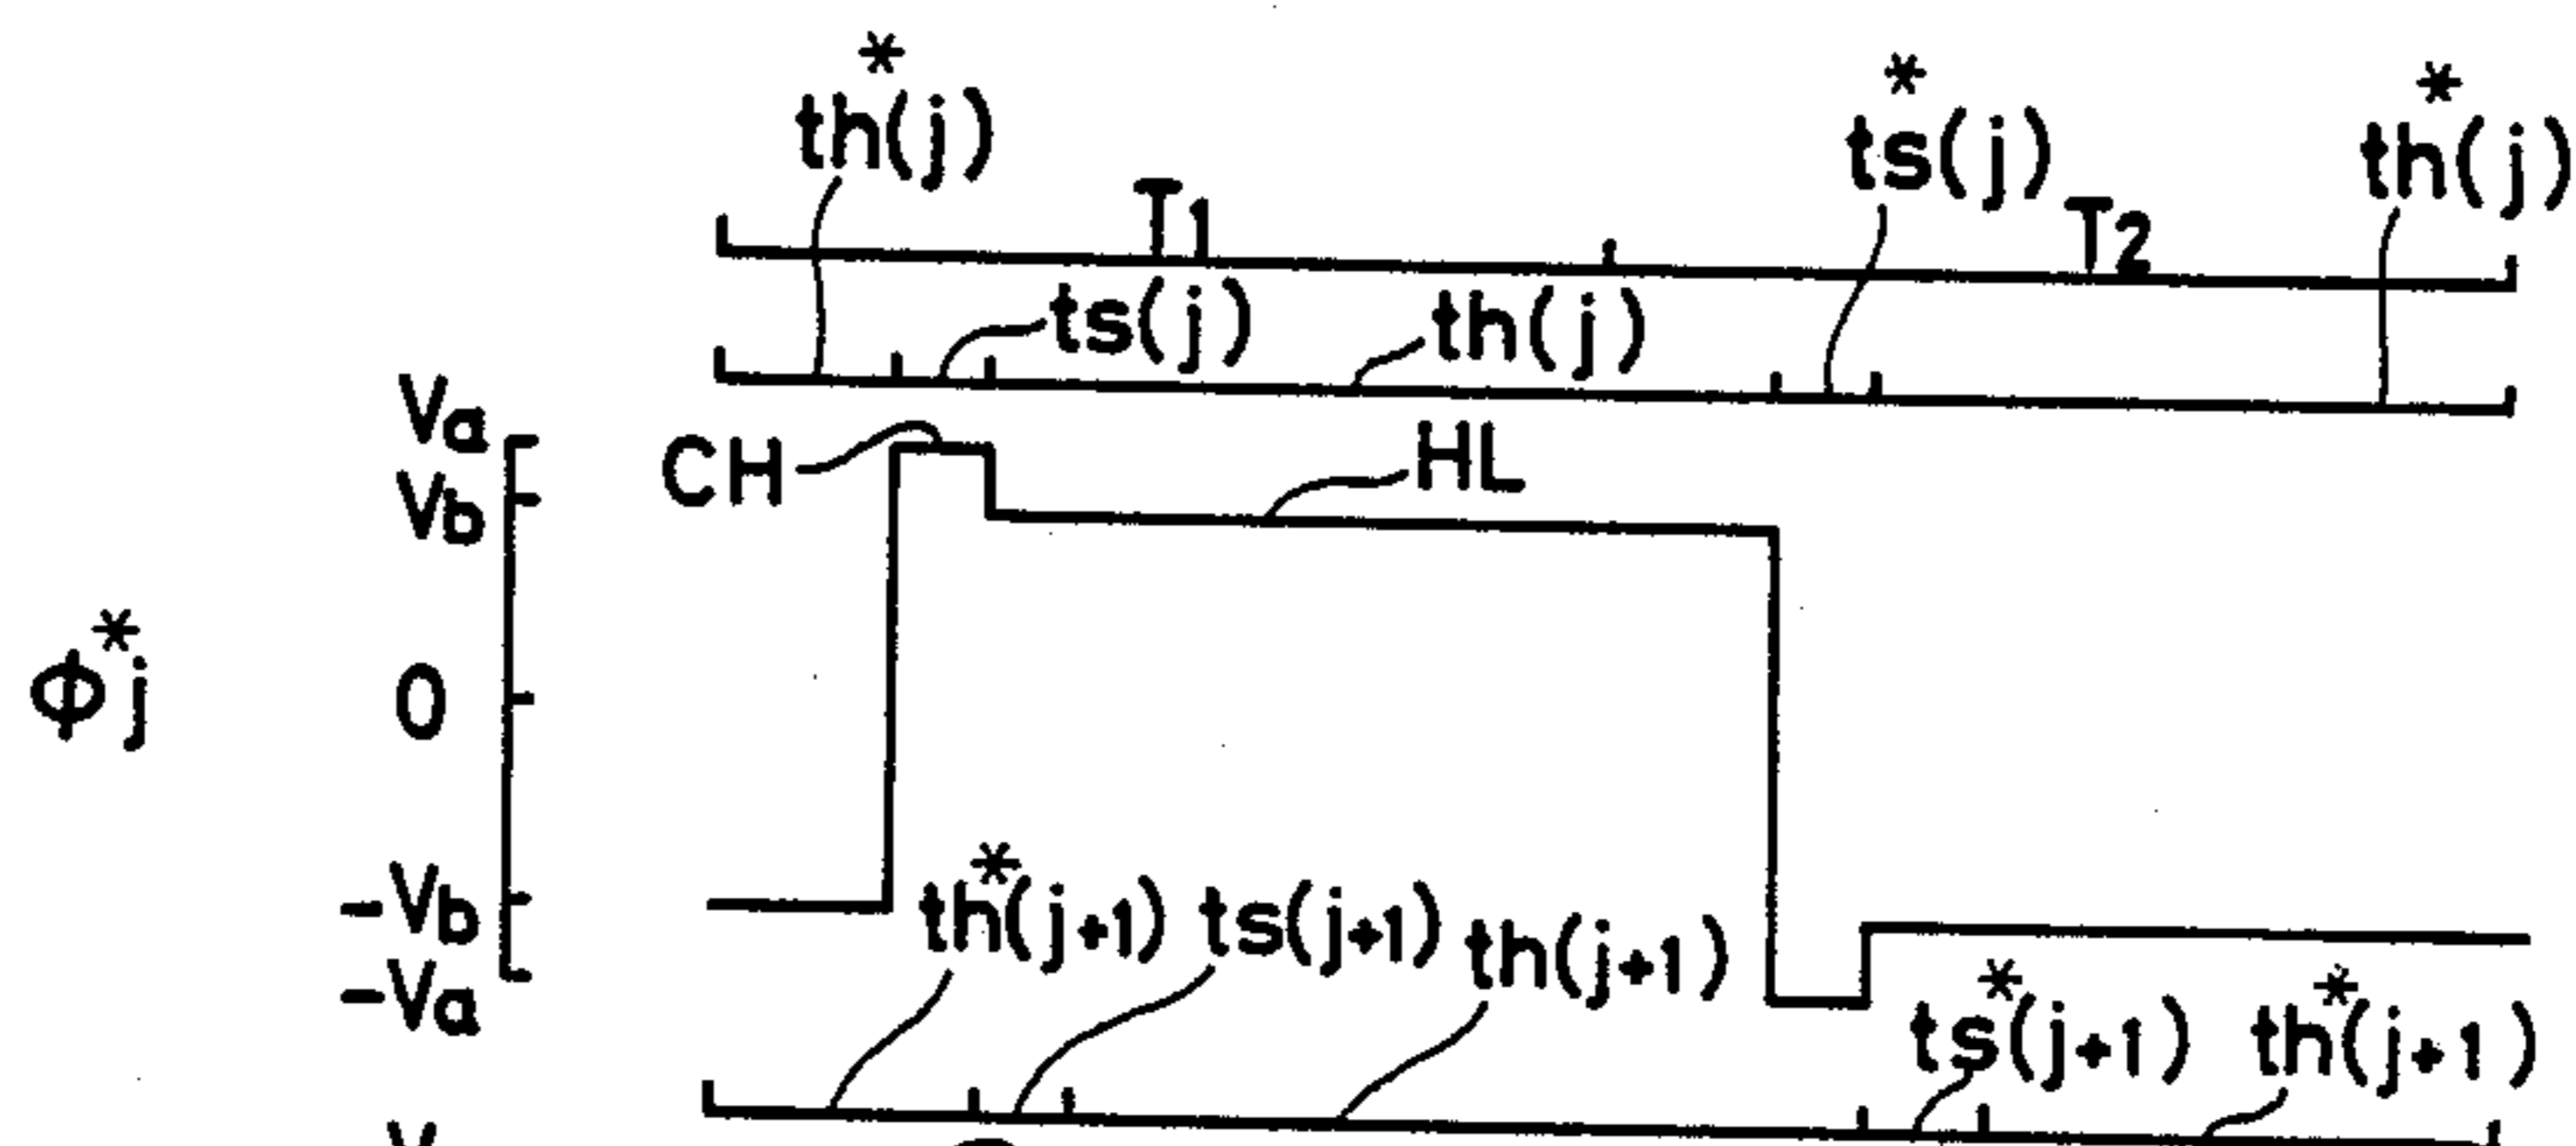 th*(j) ts*(j) th*(j)
T1 T2
ts(j) th(j)
Va
CH HL
Vb
ϕ*j 0
-Vb
th*(j+1) ts(j+1) th(j+1)
-Va
ts*(j+1) th*(j+1)